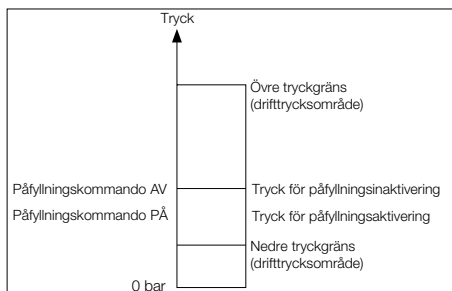 Tryck
Övre tryckgräns
(drifttrycksområde)
Påfyllningskommando AV
Tryck för påfyllningsinaktivering
Påfyllningskommando PÅ
Tryck för påfyllningsaktivering
Nedre tryckgräns
(drifttrycksområde)
0 bar